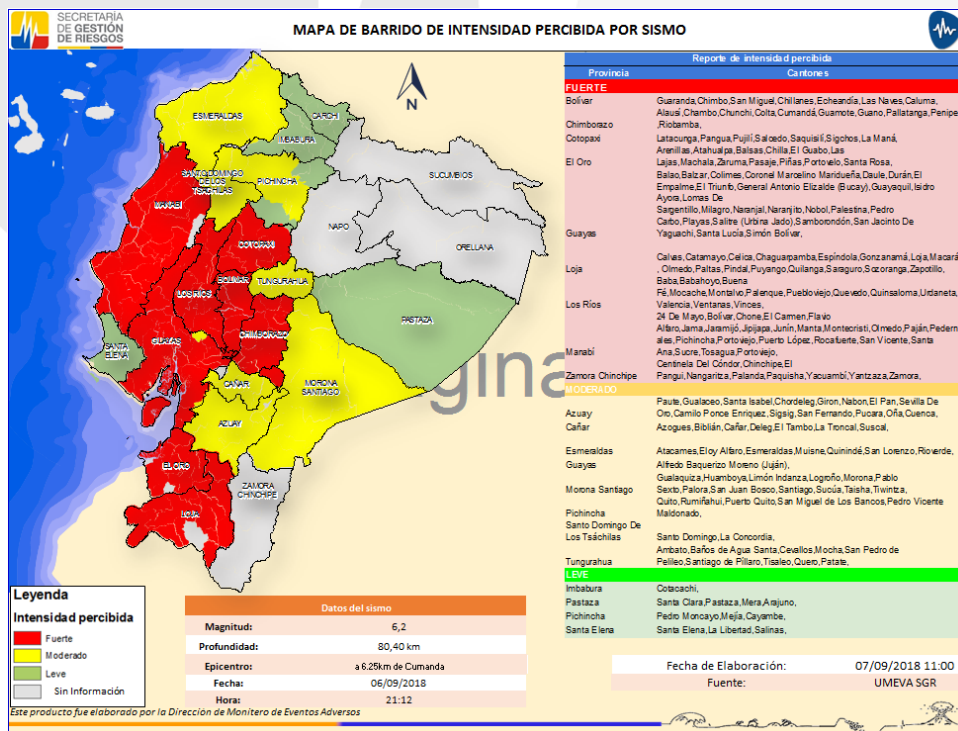 SECRETARÍA
DE GESTIÓN
DE RIESGOS
MAPA DE BARRIDO DE INTENSIDAD PERCIBIDA POR SISMO
N
ESMERALDAS
CARCHI
IMBABURA
SANTO DOMINGO
DE LOS
TSACHILAS
PICHINCHA
SUCUMBIOS
MANABI
NAPO
ORELLANA
COTOPAXI
LOS RÍOS
BOLIVAR
TUNGURAHUA
PASTAZA
SANTA
ELENA
GUAYAS
CHIMBORAZO
CAÑAR
MORONA
SANTIAGO
AZUAY
EL ORO
ZAMORA
CHINCHIPE
LOJA
gina
Reporte de intensidad percibida
Provincia Cantones
FUERTE
Bolívar Guaranda,Chimbo,San Miguel,Chillanes,Echeandía,Las Naves,Caluma,
Alausí,Chambo,Chunchi,Colta,Cumandá,Guamote,Guano,Pallatanga,Penipe
Chimborazo ,Riobamba,
Cotopaxi Latacunga,Pangua,Pujilí,Salcedo,Saquisilí,Sigchos,La Maná,
Arenillas,Atahualpa,Balsas,Chilla,El Guabo,Las
El Oro Lajas,Machala,Zaruma,Pasaje,Piñas,Portovelo,Santa Rosa,
Balao,Balzar,Colimes,Coronel Marcelino Maridueña,Daule,Durán,El
Empalme,El Triunfo,General Antonio Elizalde (Bucay),Guayaquil,Isidro
Ayora,Lomas De
Sargentillo,Milagro,Naranjal,Naranjito,Nobol,Palestina,Pedro
Carbo,Playas,Salitre (Urbina Jado),Samborondón,San Jacinto De
Guayas Yaguachi,Santa Lucía,Simón Bolívar,
Calvas,Catamayo,Celica,Chaguarpamba,Espíndola,Gonzanamá,Loja,Macará
Loja , Olmedo,Paltas,Pindal,Puyango,Quilanga,Saraguro,Sozoranga,Zapotillo,
Baba,Babahoyo,Buena
Fé,Mocache,Montalvo,Palenque,Puebloviejo,Quevedo,Quinsaloma,Urdaneta,
Los Ríos Valencia,Ventanas,Vinces,
24 De Mayo,Bolívar,Chone,El Carmen,Flavio
Alfaro,Jama,Jaramijó,Jipijapa,Junín,Manta,Montecristi,Olmedo,Paján,Pedern
ales,Pichincha,Portoviejo,Puerto López,Rocafuerte,San Vicente,Santa
Manabí Ana,Sucre,Tosagua,Portoviejo,
Centinela Del Cóndor,Chinchipe,El
Zamora Chinchipe Pangui,Nangaritza,Palanda,Paquisha,Yacuambí,Yantzaza,Zamora,
MODERADO
Paute,Gualaceo,Santa Isabel,Chordeleg,Giron,Nabon,El Pan,Sevilla De
Azuay Oro,Camilo Ponce Enriquez,Sigsig,San Fernando,Pucara,Oña,Cuenca,
Cañar Azogues,Biblián,Cañar,Deleg,El Tambo,La Troncal,Suscal,
Esmeraldas Atacames,Eloy Alfaro,Esmeraldas,Muisne,Quinindé,San Lorenzo,Rioverde,
Guayas Alfredo Baquerizo Moreno (Juján),
Gualaquiza,Huamboya,Limón Indanza,Logroño,Morona,Pablo
Morona Santiago Sexto,Palora,San Juan Bosco,Santiago,Sucúa,Taisha,Tiwintza,
Quito,Rumiñahui,Puerto Quito,San Miguel de Los Bancos,Pedro Vicente
Pichincha Maldonado,
Santo Domingo De
Los Tsáchilas Santo Domingo,La Concordia,
Ambato,Baños de Agua Santa,Cevallos,Mocha,San Pedro de
Tungurahua Pelileo,Santiago de Píllaro,Tisaleo,Quero,Patate,
LEVE
Imbabura Cotacachi,
Pastaza Santa Clara,Pastaza,Mera,Arajuno,
Pichincha Pedro Moncayo,Mejía,Cayambe,
Santa Elena Santa Elena,La Libertad,Salinas,
Leyenda
Intensidad percibida
Fuerte
Moderado
Leve
Sin Información
Datos del sismo
Magnitud: 6,2
Profundidad: 80,40 km
Epicentro: a 6.25km de Cumanda
Fecha: 06/09/2018
Hora: 21:12
Fecha de Elaboración: 07/09/2018 11:00
Fuente: UMEVA SGR
Este producto fue elaborado por la Dirección de Monitero de Eventos Adversos